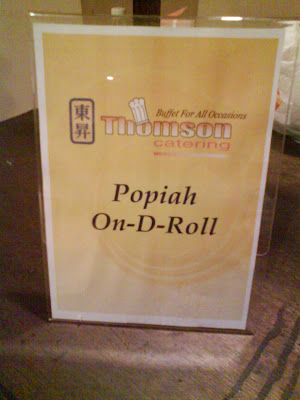 東昇
Buffet For All Occasions
Thomson
catering
Popiah
On-D-Roll